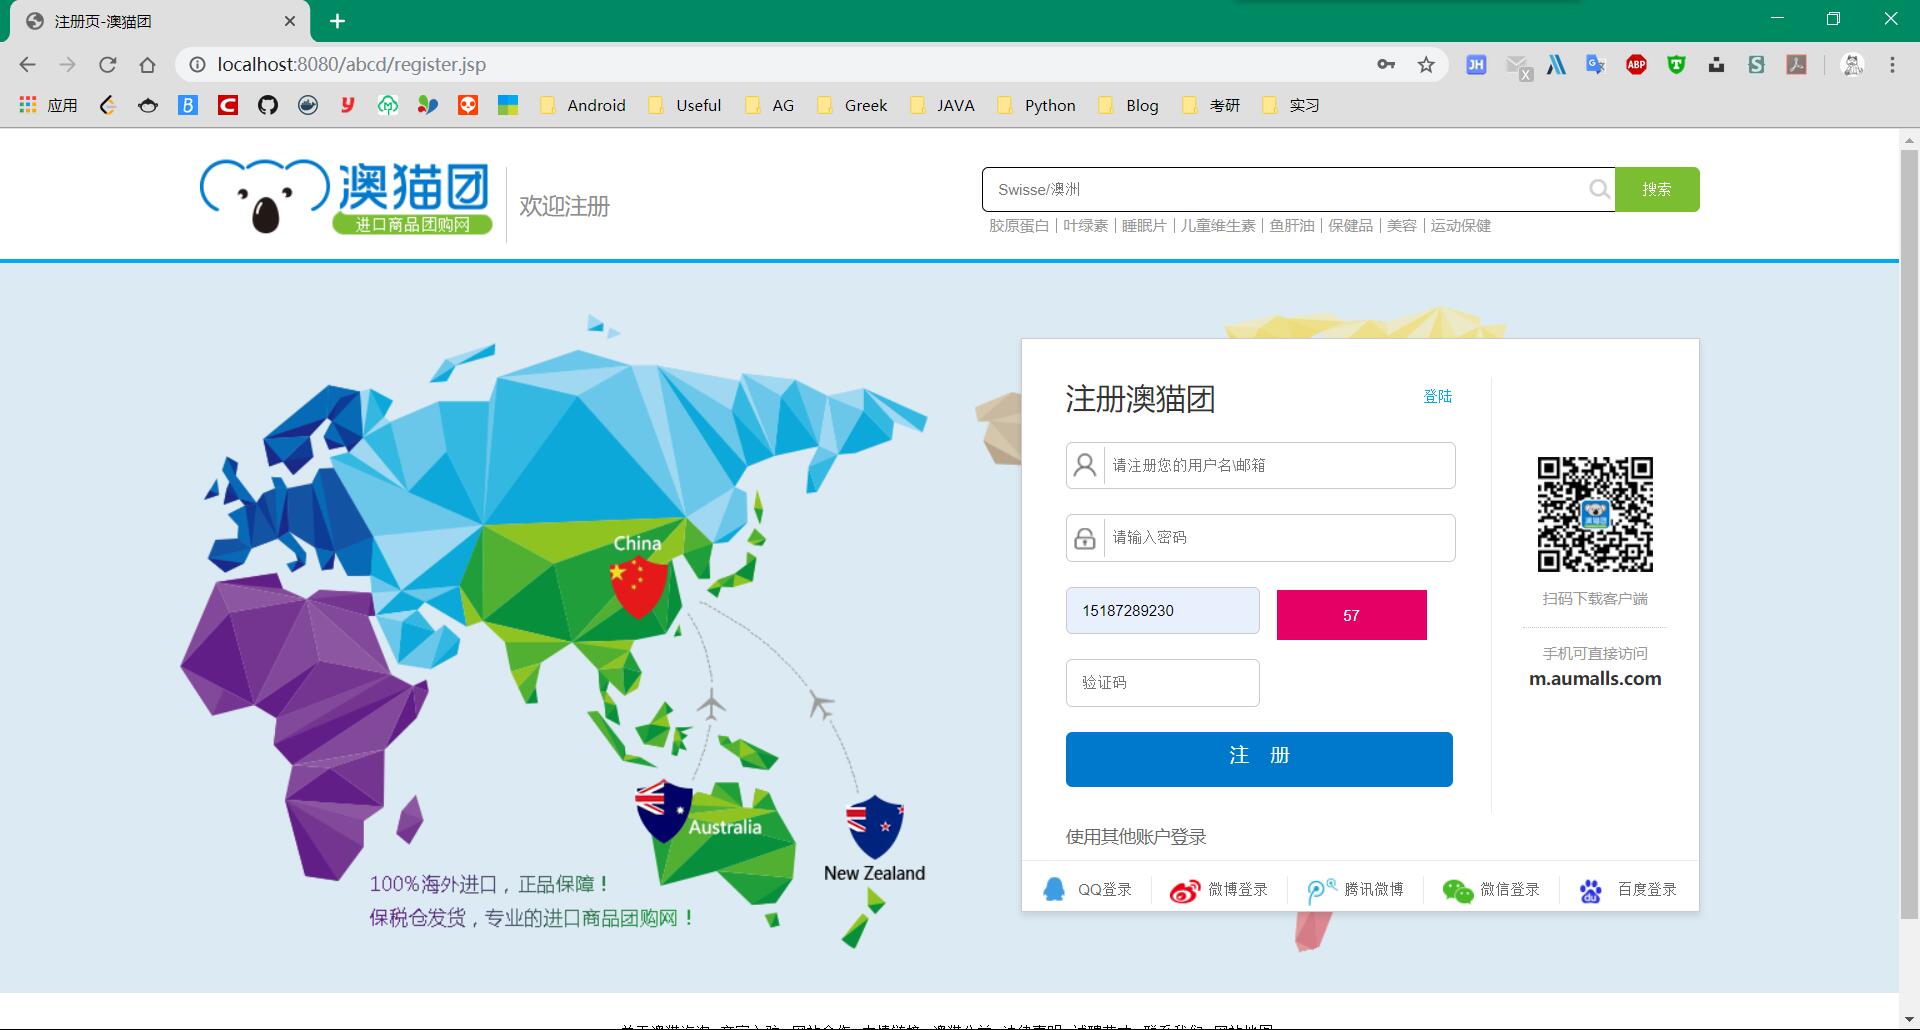 注册页-澳猫团
localhost:8080/abcd/register.jsp
应用 Android Useful AG Greek JAVA Python Blog 考研 实习
澳猫团
进口商品团购网
欢迎注册
Swisse/澳洲 搜索
胶原蛋白 | 叶绿素 | 睡眠片 | 儿童维生素 | 鱼肝油 | 保健品 | 美容 | 运动保健
China
Australia
New Zealand
100%海外进口，正品保障！
保税仓发货，专业的进口商品团购网！
注册澳猫团 登陆
请注册您的用户名\邮箱
请输入密码
15187289230 57
验证码
注 册
扫码下载客户端
手机可直接访问
m.aumalls.com
使用其他账户登录
QQ登录 微博登录 腾讯微博 微信登录 百度登录